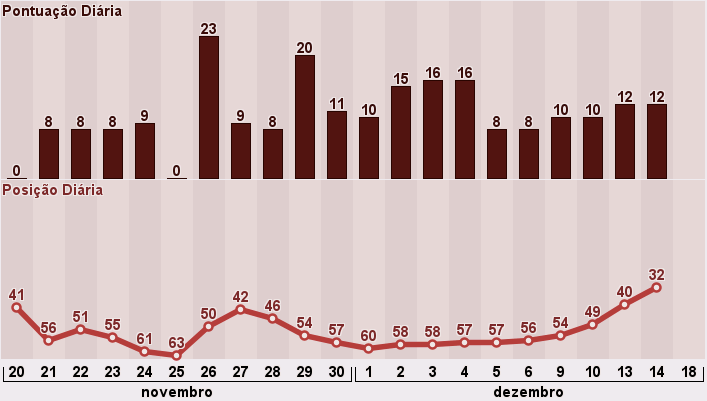 Pontuação Diária
0 8 8 8 9 0 23 9 8 20 11 10 15 16 16 8 8 10 10 12 12
Posição Diária
41 56 51 55 61 63 50 42 46 54 57 60 58 58 57 57 56 54 49 40 32
20 21 22 23 24 25 26 27 28 29 30 1 2 3 4 5 6 9 10 13 14 18
novembro dezembro